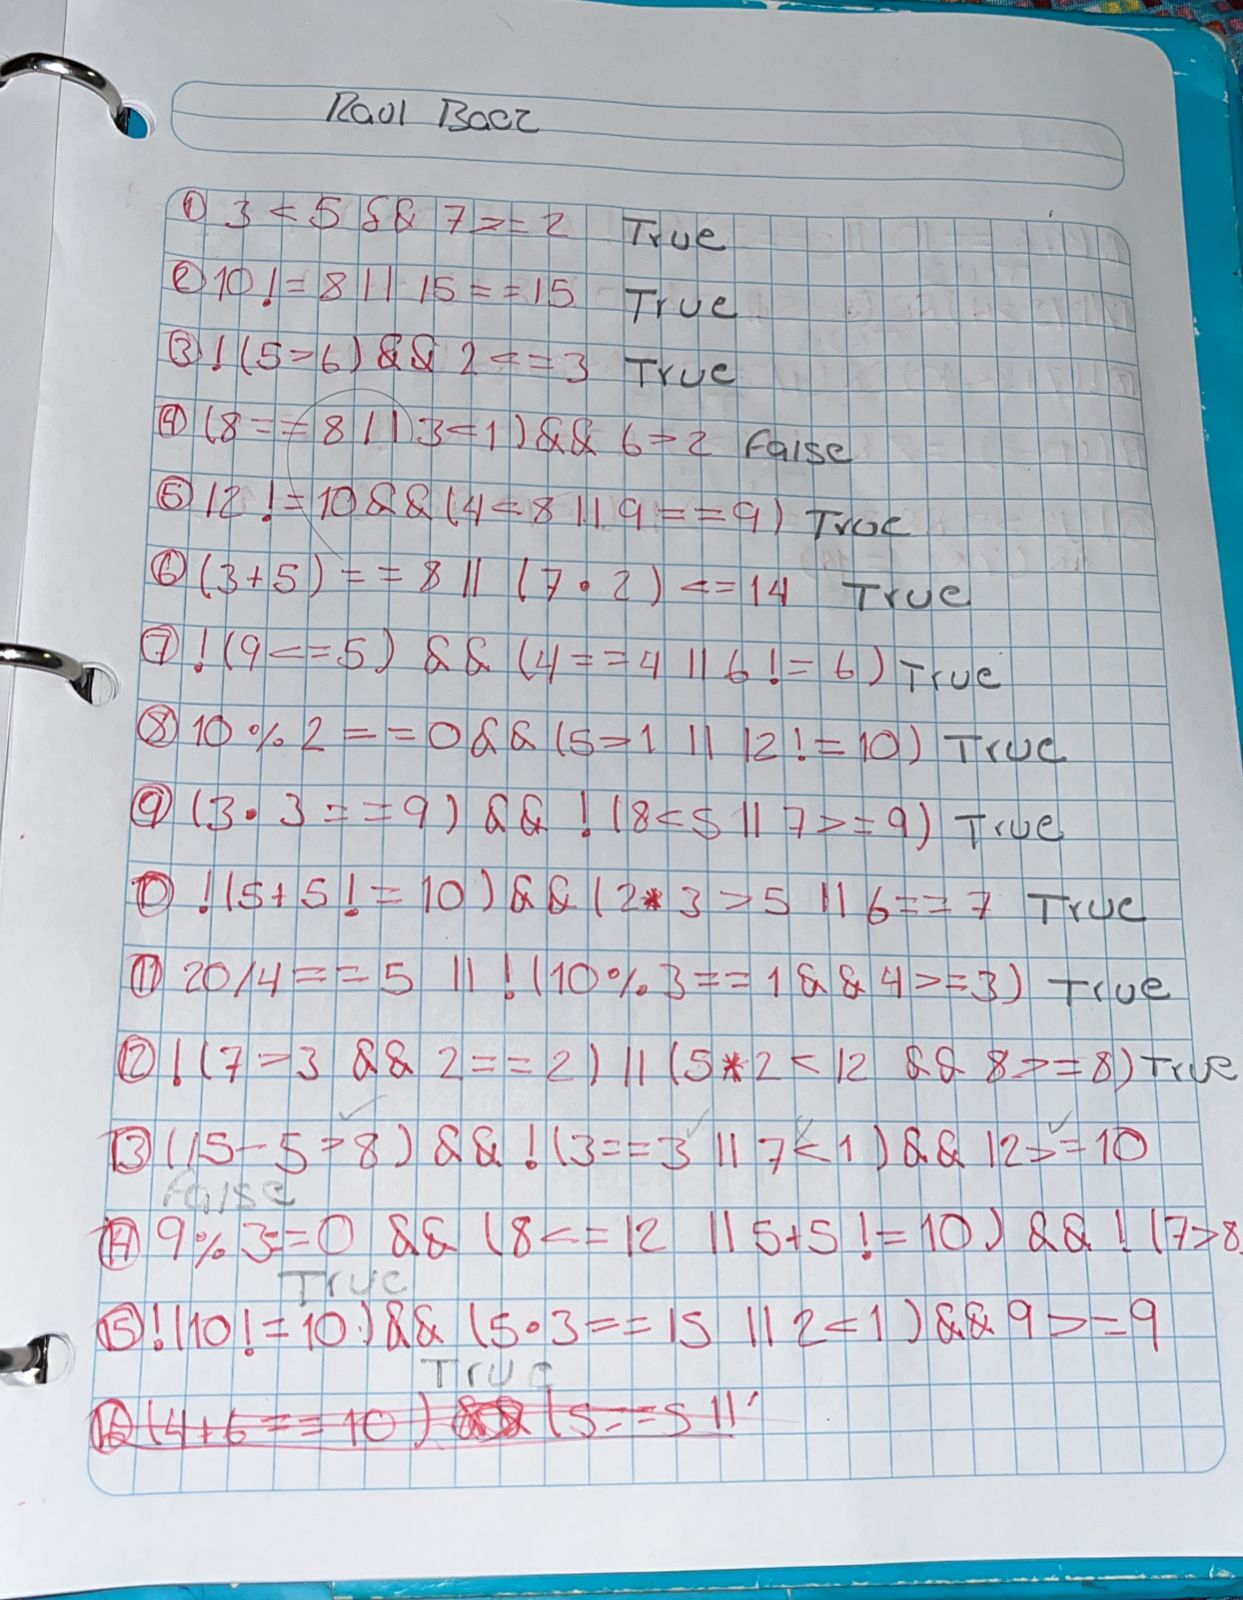 Raul Baez
① 3 < 5 && 7 >= 2 True
② 10 != 8 || 15 == 15 True
③ !(5 > 6) && 2 <= 3 True
④ (8 == 8 || 3 < 1) && 6 > 2 False
⑤ 12 != 10 && (4 < 8 || 9 == 9) True
⑥ (3+5) == 8 || (7 • 2) <= 14 True
⑦ !(9 <= 5) && (4 == 4 || 6 != 6) True
⑧ 10 % 2 == 0 && (5 > 1 || 12 != 10) True
⑨ (3 • 3 == 9) && !(8 < 5 || 7 >= 9) True
⑩ !(5+5 != 10) && (2 * 3 > 5 || 6 == 7 True
⑪ 20/4 == 5 || !(10 % 3 == 1 && 4 >= 3) True
⑫ !(7 > 3 && 2 == 2) || (5 * 2 < 12 && 8 >= 8) True
⑬ (15 - 5 > 8) && !(3 == 3 || 7 < 1) && 12 >= 10
False
⑭ 9 % 3 == 0 && (8 <= 12 || 5+5 != 10) && !(7 > 8)
True
⑮ !(10 != 10) && (5 • 3 == 15 || 2 < 1) && 9 >= 9
True
⑯ (4+6 == 10) && (5 == 5 ||